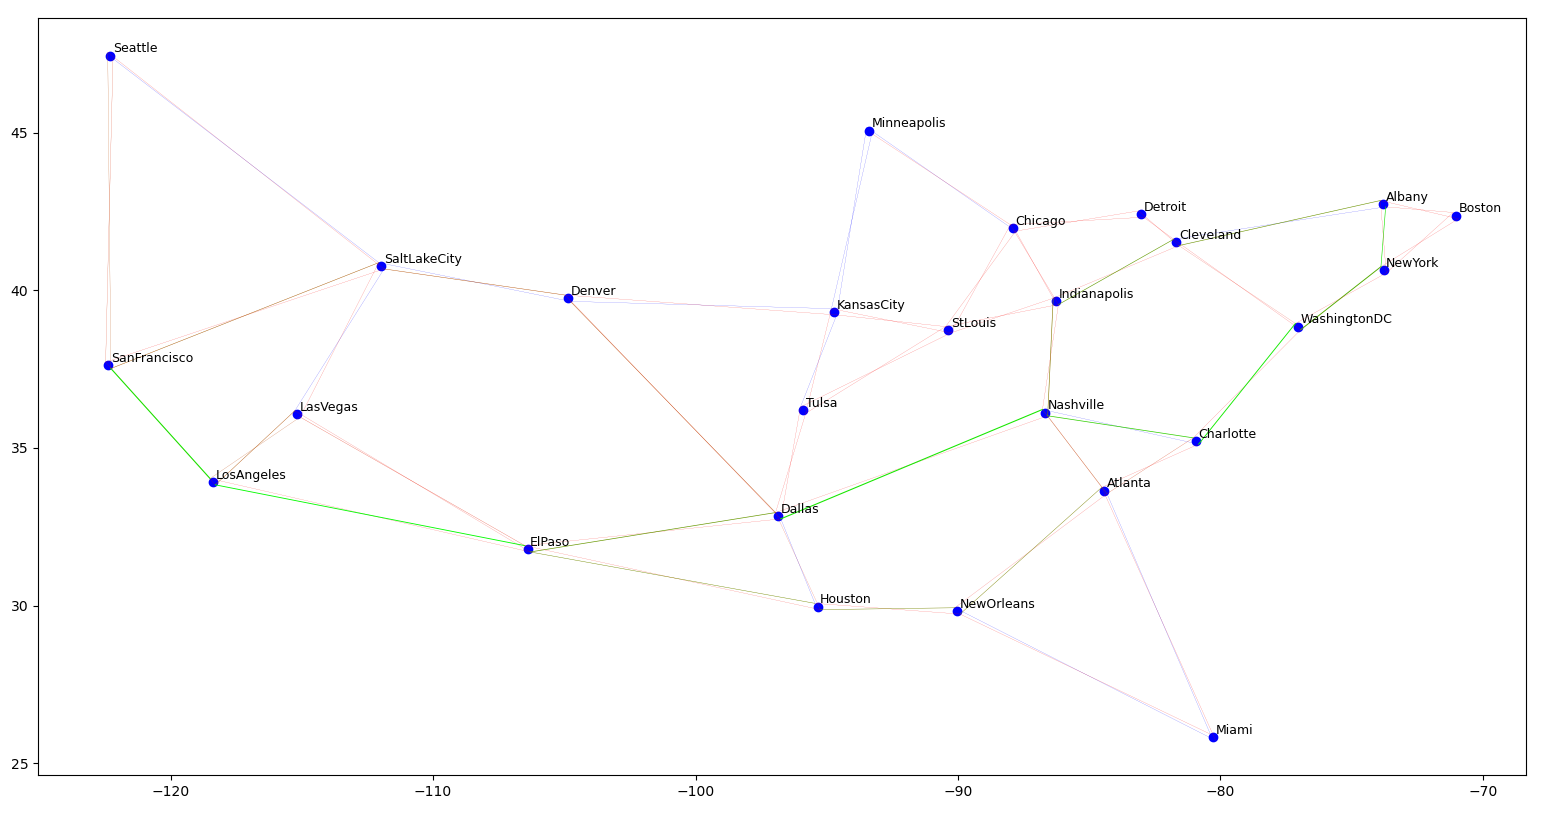 Seattle
Minneapolis
45
Albany
Boston
Detroit
Chicago
Cleveland
SaltLakeCity
NewYork
40
Denver
Indianapolis
KansasCity
WashingtonDC
StLouis
SanFrancisco
Tulsa
LasVegas
Nashville
Charlotte
35
LosAngeles
Atlanta
Dallas
ElPaso
Houston
NewOrleans
30
Miami
25
−120 −110 −100 −90 −80 −70